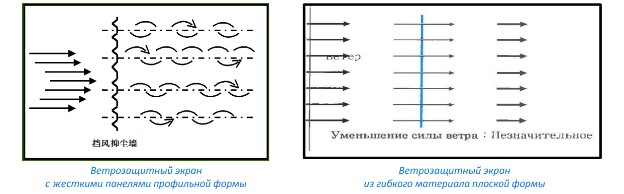 挡风抑尘墙
Ветрозащитный экран
с жесткими панелями профильной формы
ветер
Уменьшение силы ветра : Незначительное
Ветрозащитный экран
из гибкого материала плоской формы